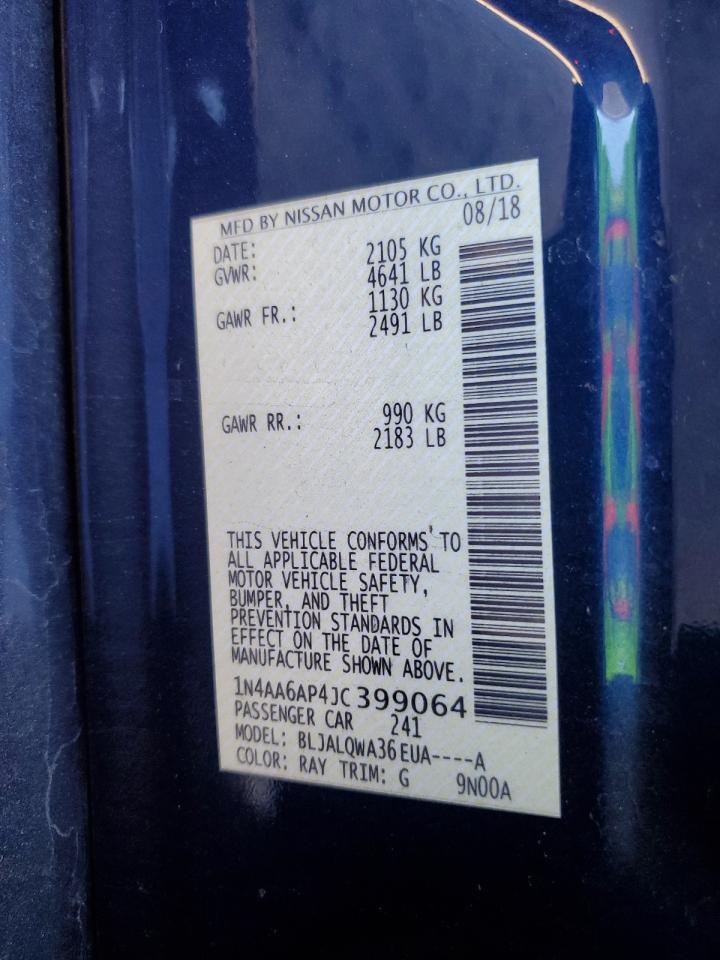 MFD BY NISSAN MOTOR CO., LTD.
DATE: 08/18
GVWR: 2105 KG
4641 LB
GAWR FR.: 1130 KG
2491 LB
GAWR RR.: 990 KG
2183 LB
THIS VEHICLE CONFORMS TO
ALL APPLICABLE FEDERAL
MOTOR VEHICLE SAFETY,
BUMPER, AND THEFT
PREVENTION STANDARDS IN
EFFECT ON THE DATE OF
MANUFACTURE SHOWN ABOVE.
1N4AA6AP4JC399064
PASSENGER CAR 241
MODEL: BLJALQWA36EUA----A
COLOR: RAY TRIM: G 9N00A